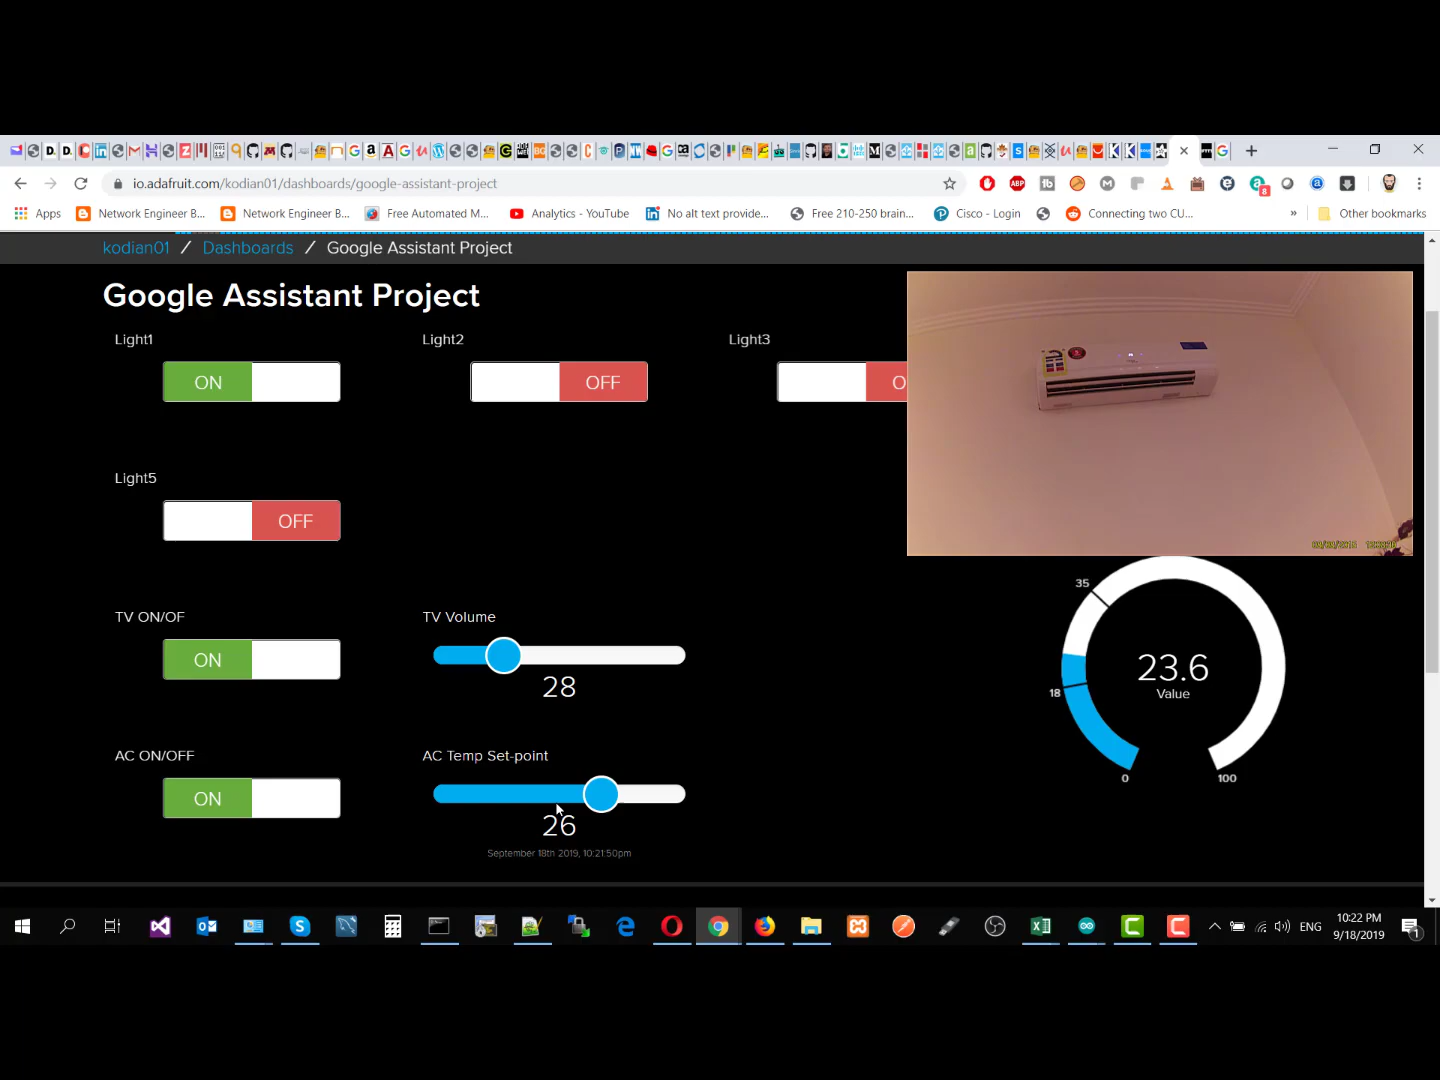 io.adafruit.com/kodian01/dashboards/google-assistant-project
ABP
8
Apps
Network Engineer B...
Network Engineer B...
Free Automated M...
Analytics - YouTube
No alt text provide...
Free 210-250 brain...
Cisco - Login
Connecting two CU...
»
Other bookmarks
kodian01 / Dashboards / Google Assistant Project
Google Assistant Project
Light1
Light2
Light3
ON
OFF
O
Light5
OFF
TV ON/OF
TV Volume
ON
28
35
18
23.6
Value
0
100
AC ON/OFF
AC Temp Set-point
ON
26
September 18th 2019, 10:21:50pm
ENG
10:22 PM
9/18/2019
1